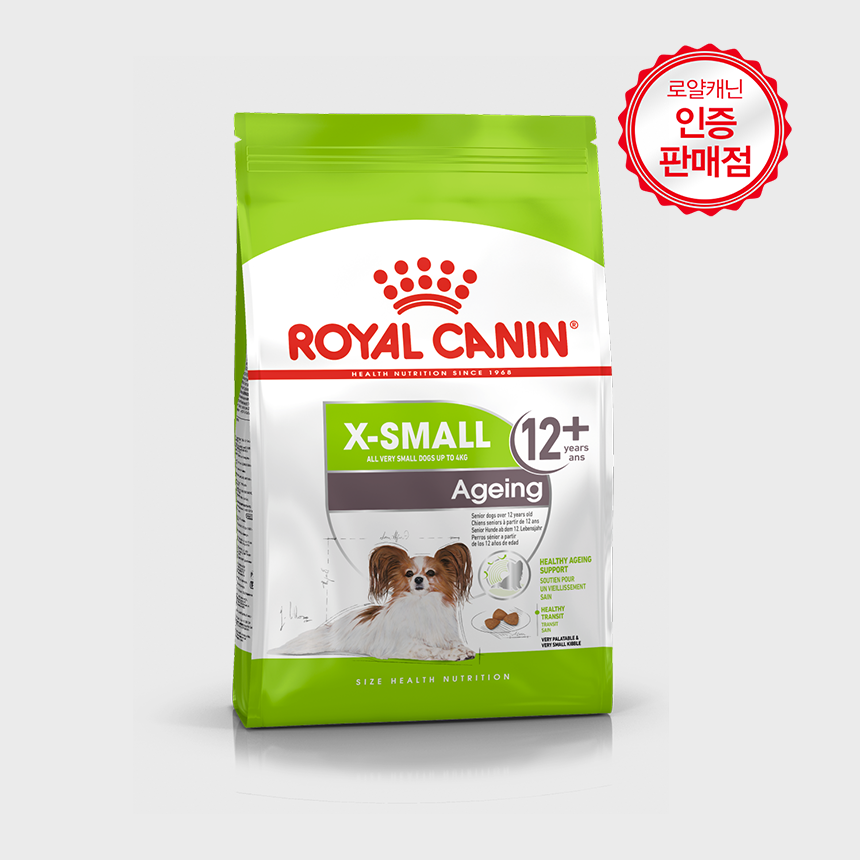 로얄캐닌
인증
판매점
ROYAL CANIN®
HEALTH NUTRITION SINCE 1968
X-SMALL
ALL VERY SMALL DOGS UP TO 4KG
12+
years
ans
Ageing
Senior dogs over 12 years old
Chiens seniors à partir de 12 ans
Senior Hunde ab dem 12. Lebensjahr
Perros sénior a partir
de los 12 años de edad
HEALTHY AGEING
SUPPORT
SOUTIEN POUR
UN VIEILLISSEMENT
SAIN
HEALTHY
TRANSIT
TRANSIT
SAIN
VERY PALATABLE &
VERY SMALL KIBBLE
SIZE HEALTH NUTRITION